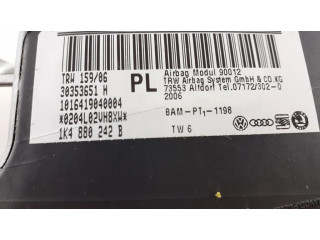 TRW 159/06
30353651 H
1016419040004
*0204L02VH8XW*
1K4 880 242 B
PL
Airbag Modul 90012
TRW Airbag System GmbH & CO.KG
73553 Alfdorf Tel.07172/302-0
2006
BAM-PT1-1198
TW 6